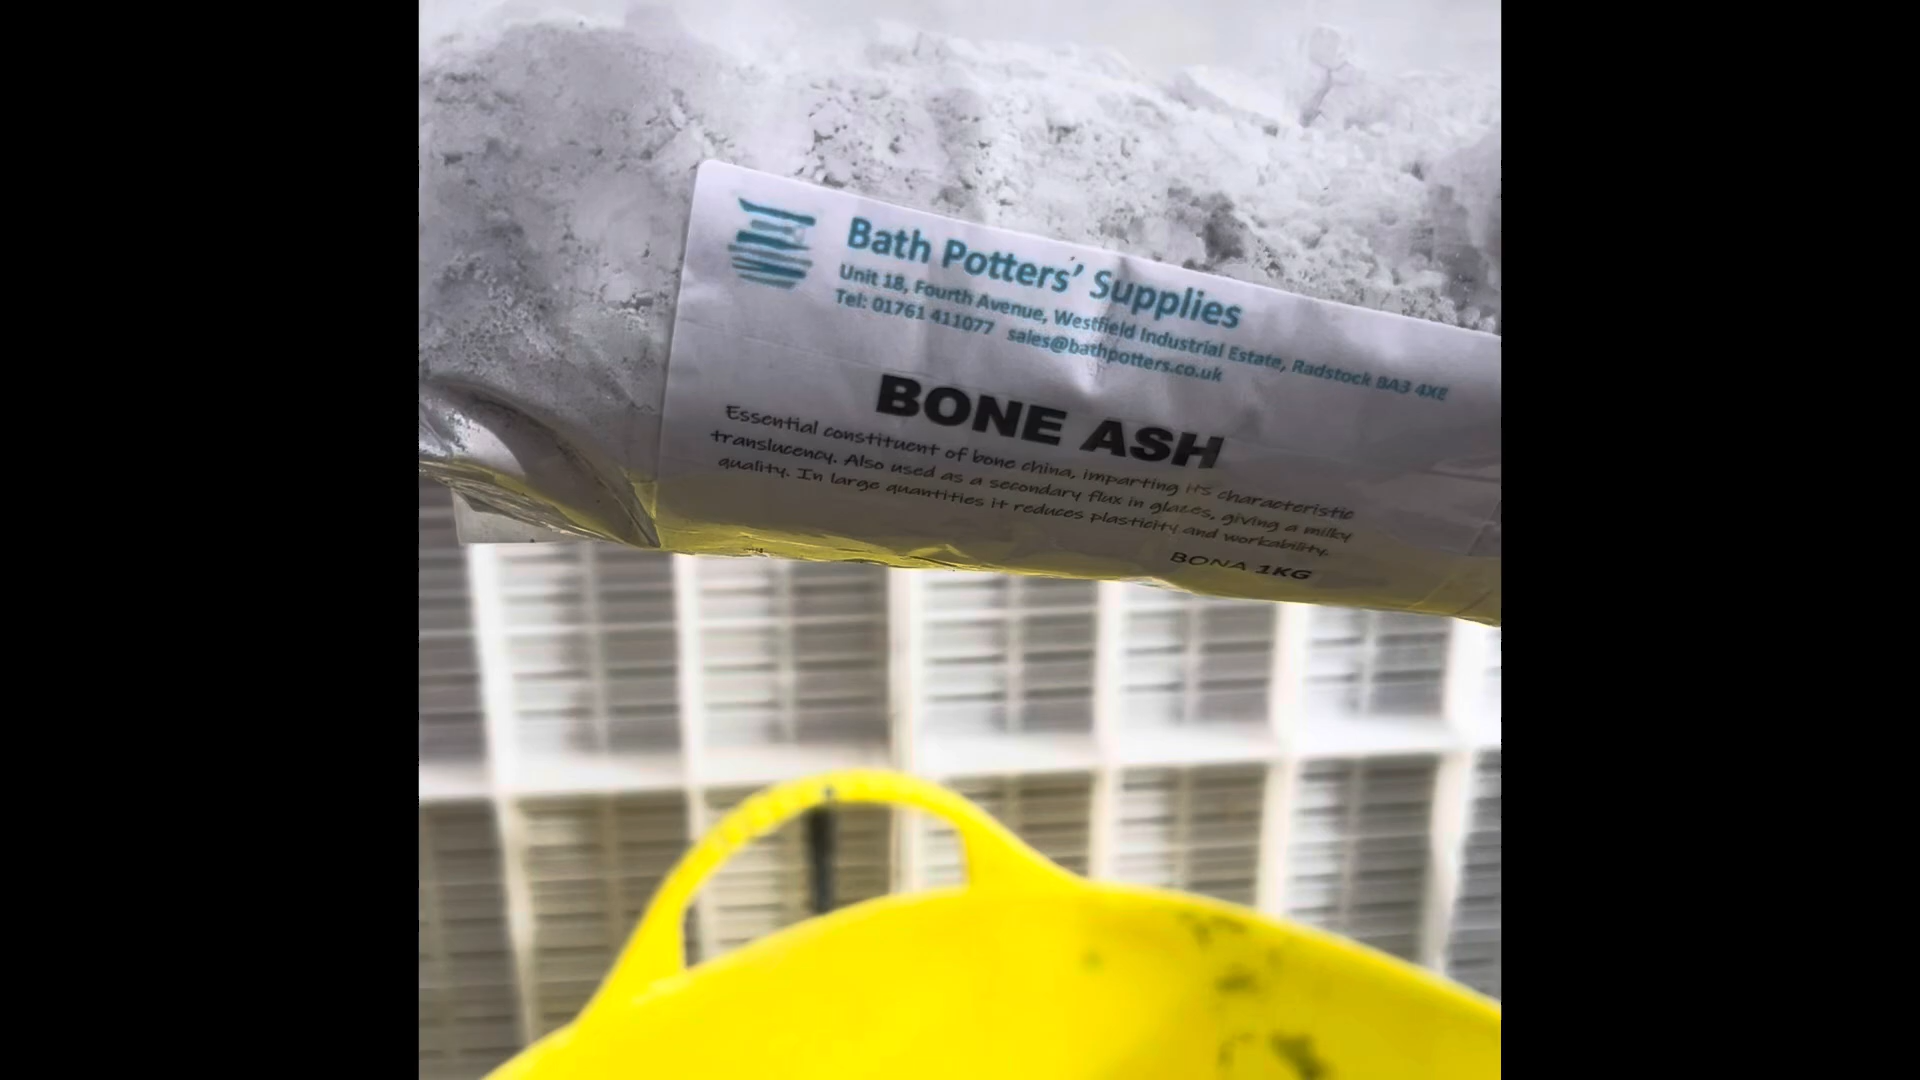 Bath Potters' Supplies
Unit 18, Fourth Avenue, Westfield Industrial Estate, Radstock BA3 4XE
Tel: 01761 411077 sales@bathpotters.co.uk
BONE ASH
Essential constituent of bone china, imparting its characteristic
translucency. Also used as a secondary flux in glazes, giving a milky
quality. In large quantities it reduces plasticity and workability.
BONA 1KG